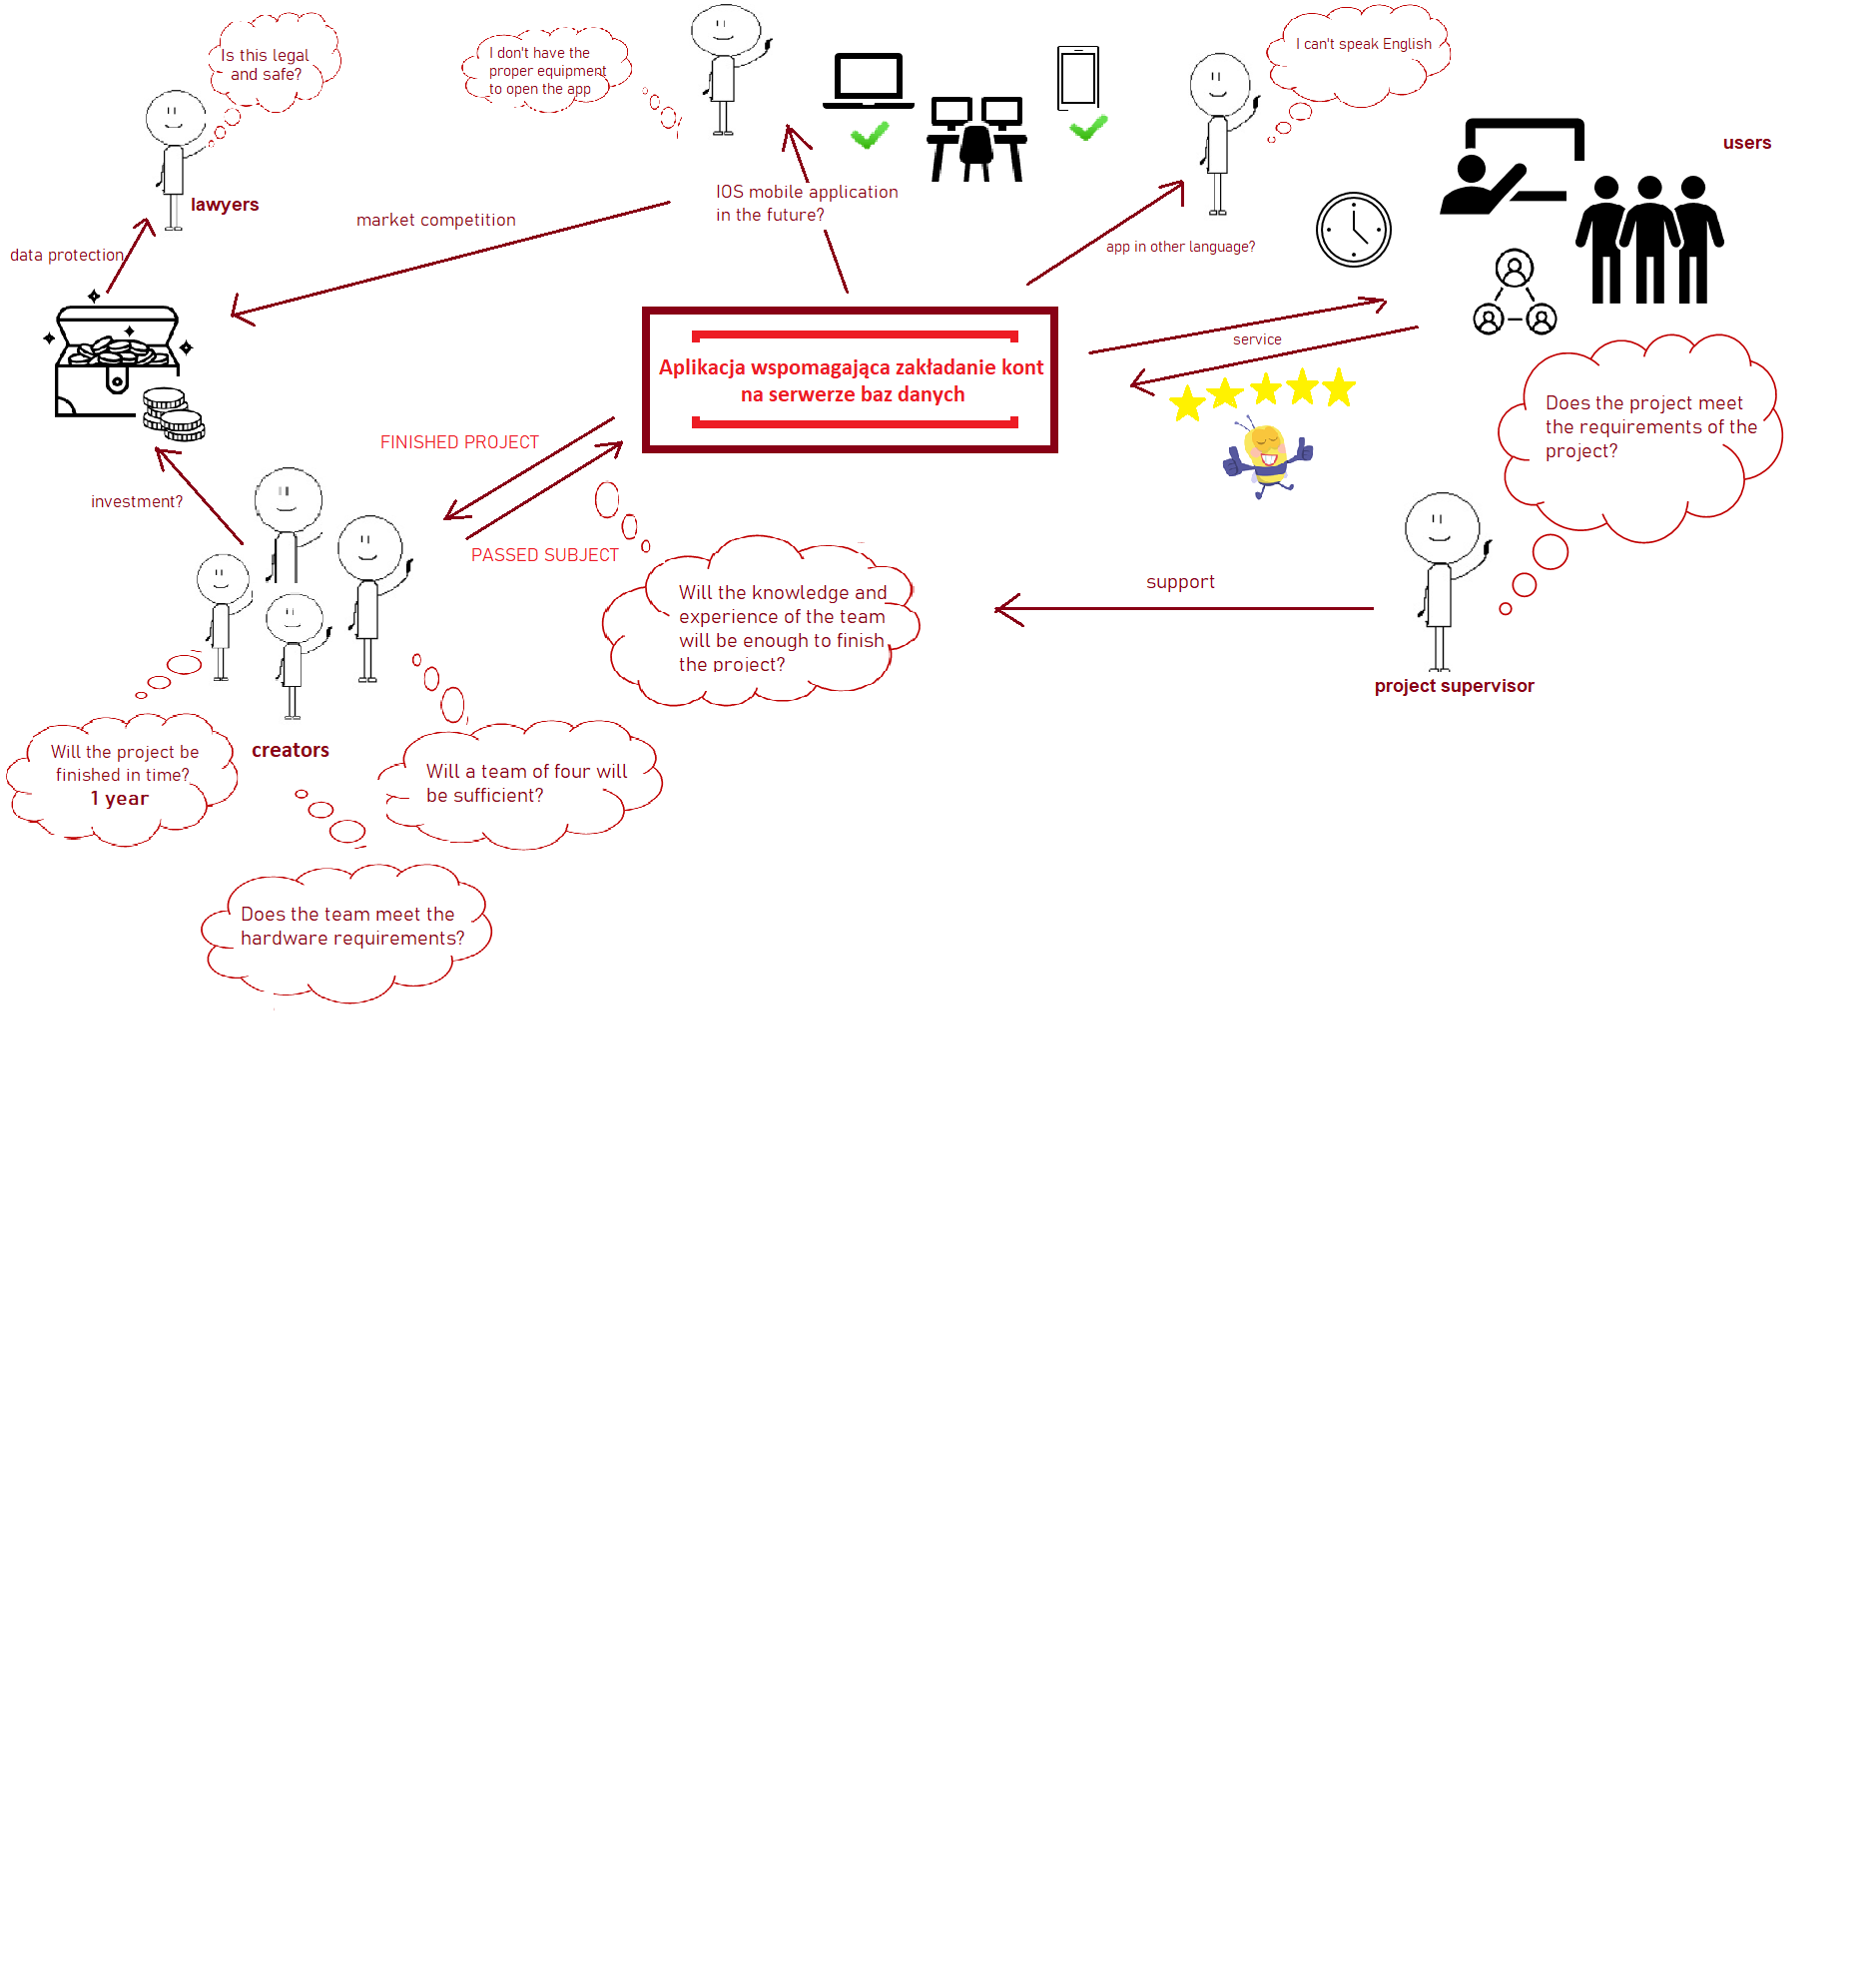 Is this legal
and safe?
I don't have the
proper equipment
to open the app
I can't speak English
users
lawyers
market competition
IOS mobile application
in the future?
data protection
app in other language?
service
Aplikacja wspomagająca zakładanie kont
na serwerze baz danych
Does the project meet
the requirements of the
project?
FINISHED PROJECT
investment?
PASSED SUBJECT
Will the knowledge and
experience of the team
will be enough to finish
the project?
support
project supervisor
creators
Will the project be
finished in time?
1 year
Will a team of four will
be sufficient?
Does the team meet the
hardware requirements?